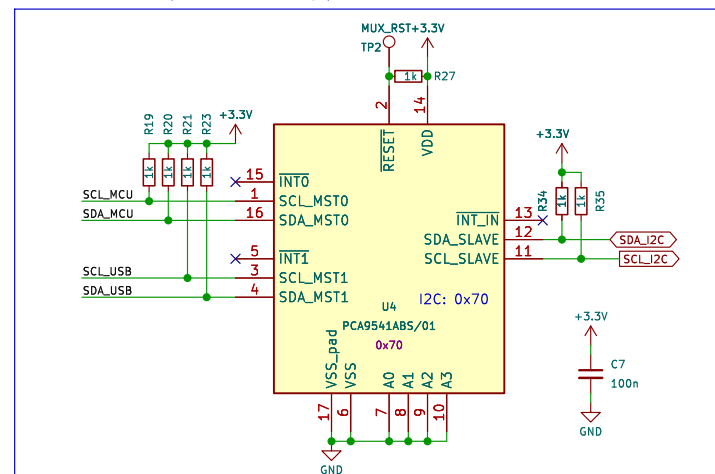 MUX_RST
+3.3V
TP2
1k
R27
2
14
R19
R20
R21
R23
+3.3V
1k
1k
1k
1k
RESET
VDD
+3.3V
15
INT0
SCL_MCU
1
SCL_MST0
SDA_MCU
16
SDA_MST0
5
INT1
SCL_USB
3
SCL_MST1
SDA_USB
4
SDA_MST1
R34
1k
1k
R35
INT_IN
13
SDA_SLAVE
12
SDA_I2C
SCL_SLAVE
11
SCL_I2C
I2C: 0x70
U4
PCA9541ABS/01
0x70
+3.3V
C7
100n
GND
VSS_pad
VSS
A0
A1
A2
A3
17
6
7
8
9
10
GND